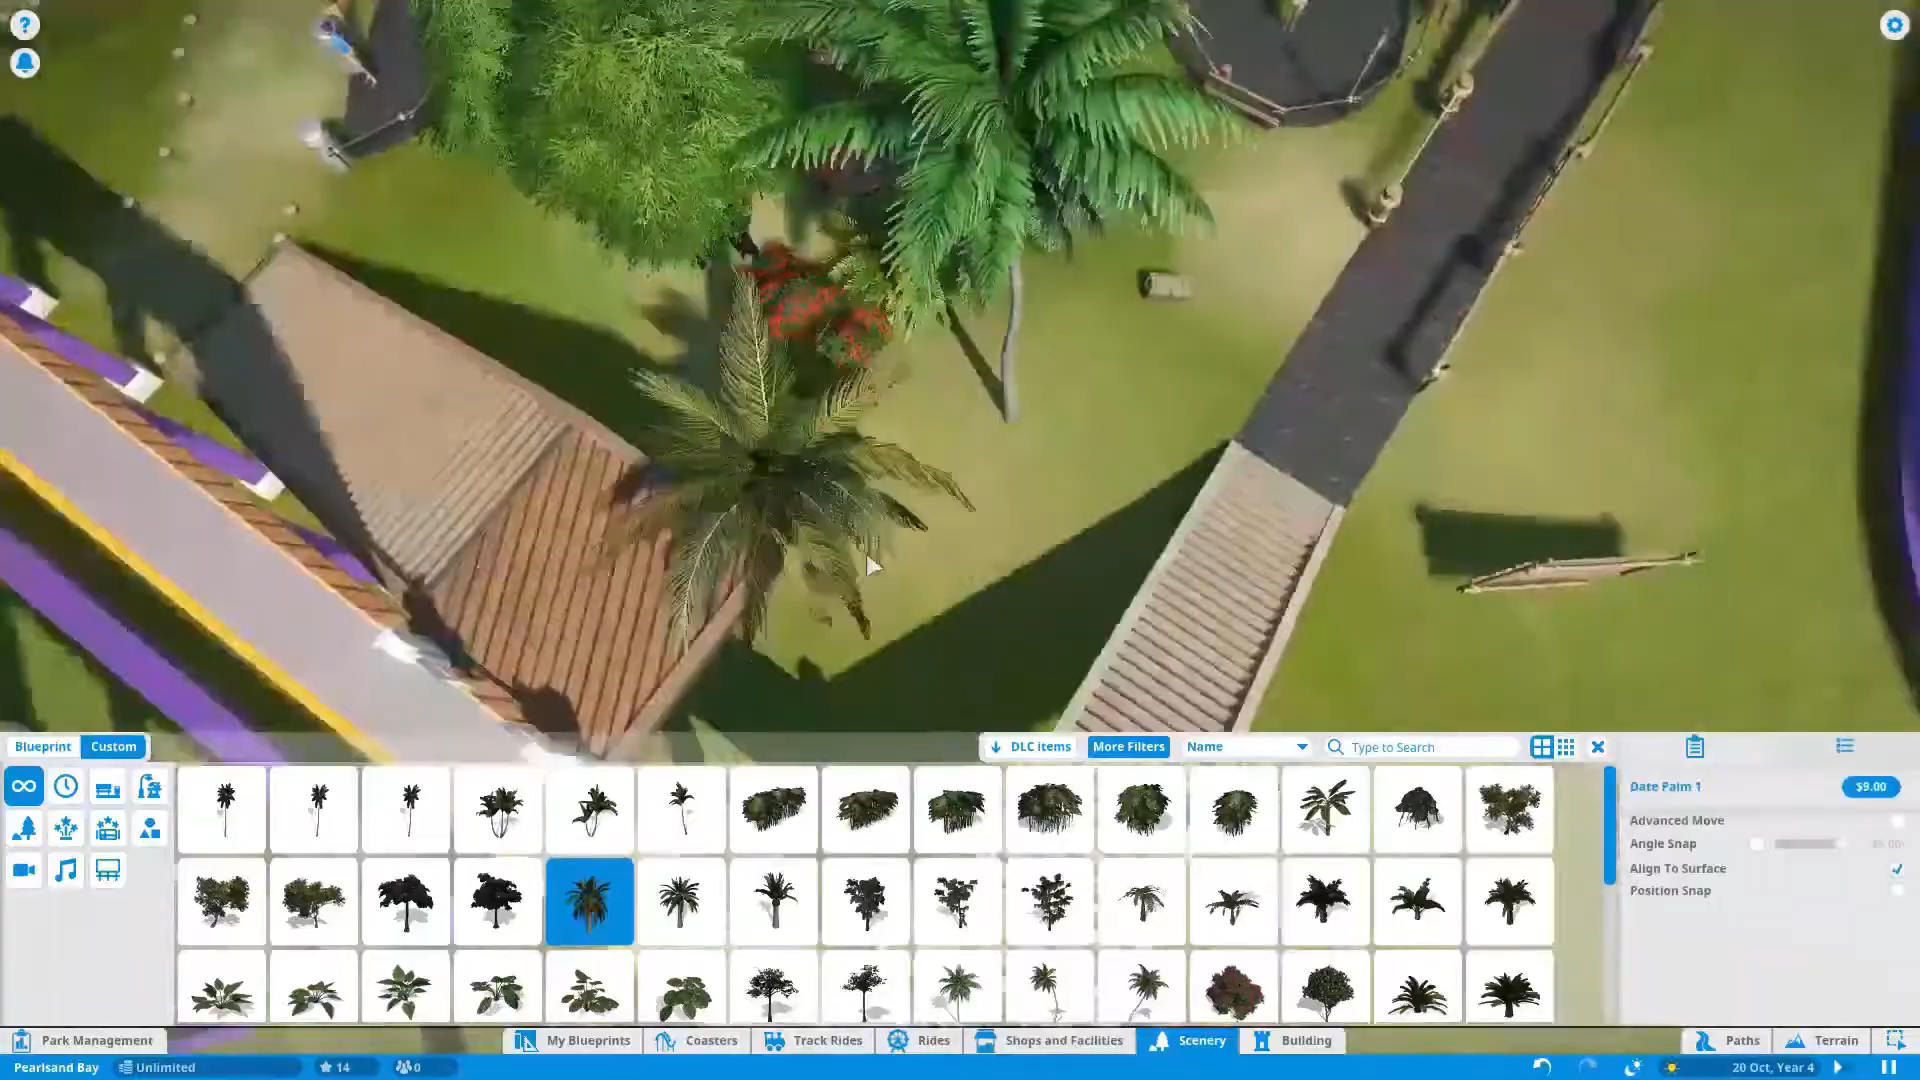 Blueprint
Custom
DLC items
More Filters
Name
Type to Search
Date Palm 1
$9.00
Advanced Move
Angle Snap
Align To Surface
Position Snap
Park Management
My Blueprints
Coasters
Track Rides
Rides
Shops and Facilities
Scenery
Building
Paths
Terrain
Pearlsand Bay
Unlimited
14
0
20 Oct, Year 4